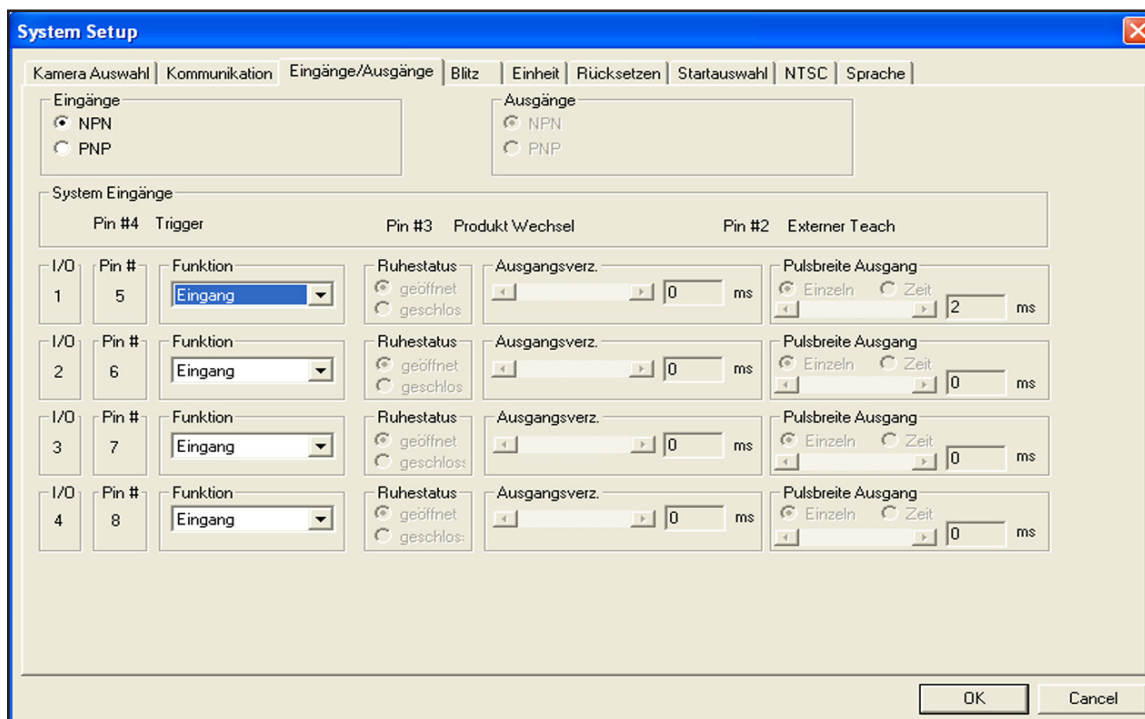 System Setup
Kamera Auswahl Kommunikation Eingänge/Ausgänge Blitz Einheit Rücksetzen Startauswahl NTSC Sprache
Eingänge Ausgänge
NPN NPN
PNP PNP
System Eingänge
Pin #4 Trigger Pin #3 Produkt Wechsel Pin #2 Externer Teach
I/O Pin # Funktion Ruhestatus Ausgangsverz. Pulsbreite Ausgang
1 5 Eingang geöffnet 0 ms Einzeln Zeit
geschlos 2 ms
I/O Pin # Funktion Ruhestatus Ausgangsverz. Pulsbreite Ausgang
2 6 Eingang geöffnet 0 ms Einzeln Zeit
geschlos 0 ms
I/O Pin # Funktion Ruhestatus Ausgangsverz. Pulsbreite Ausgang
3 7 Eingang geöffnet 0 ms Einzeln Zeit
geschloss 0 ms
I/O Pin # Funktion Ruhestatus Ausgangsverz. Pulsbreite Ausgang
4 8 Eingang geöffnet 0 ms Einzeln Zeit
geschloss 0 ms
OK Cancel